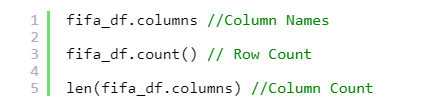 1 fifa_df.columns //Column Names
2
3 fifa_df.count() // Row Count
4
5 len(fifa_df.columns) //Column Count